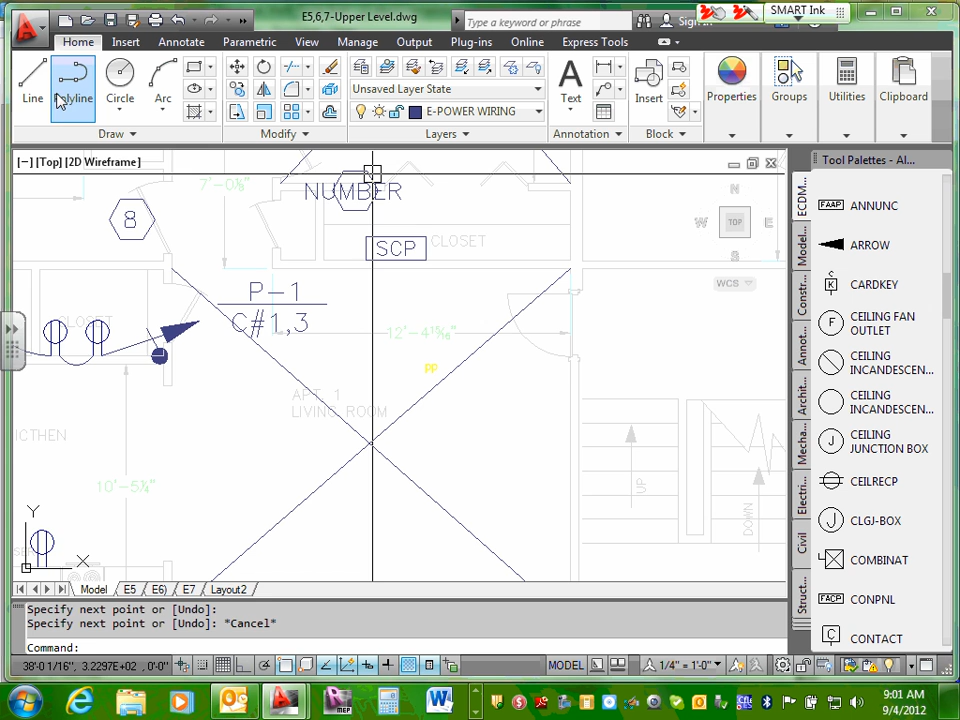 E5,6,7-Upper Level.dwg
Type a keyword or phrase
Sign In
SMART Ink
Home Insert Annotate Parametric View Manage Output Plug-ins Online Express Tools
Line Polyline Circle Arc
Unsaved Layer State
E-POWER WIRING
Text Insert Properties Groups Utilities Clipboard
Draw Modify Layers Annotation Block
[−] [Top] [2D Wireframe]
Tool Palettes - Al...
7'-0⅛"
NUMBER
8
SCP
CLOSET
N
W TOP E
S
WCS
P-1
C#1,3
CLOSET
PP
APT. 1
LIVING ROOM
UP
DOWN
Y
X
ECDM...
Model...
Constr...
Annot...
Archit...
Mecha...
Electri...
Civil
Struct...
FAAP ANNUNC
ARROW
K CARDKEY
F CEILING FAN
OUTLET
CEILING
INCANDESCEN...
CEILING
INCANDESCEN...
J CEILING
JUNCTION BOX
CEILRECP
J CLGJ-BOX
COMBINAT
FACP CONPNL
C CONTACT
Model E5 E6) E7 Layout2
Specify next point or [Undo]:
Specify next point or [Undo]: *Cancel*
Command:
38'-0 1/16", 3.2297E+02 , 0'-0"
MODEL
1/4" = 1'-0"
9:01 AM
9/4/2012